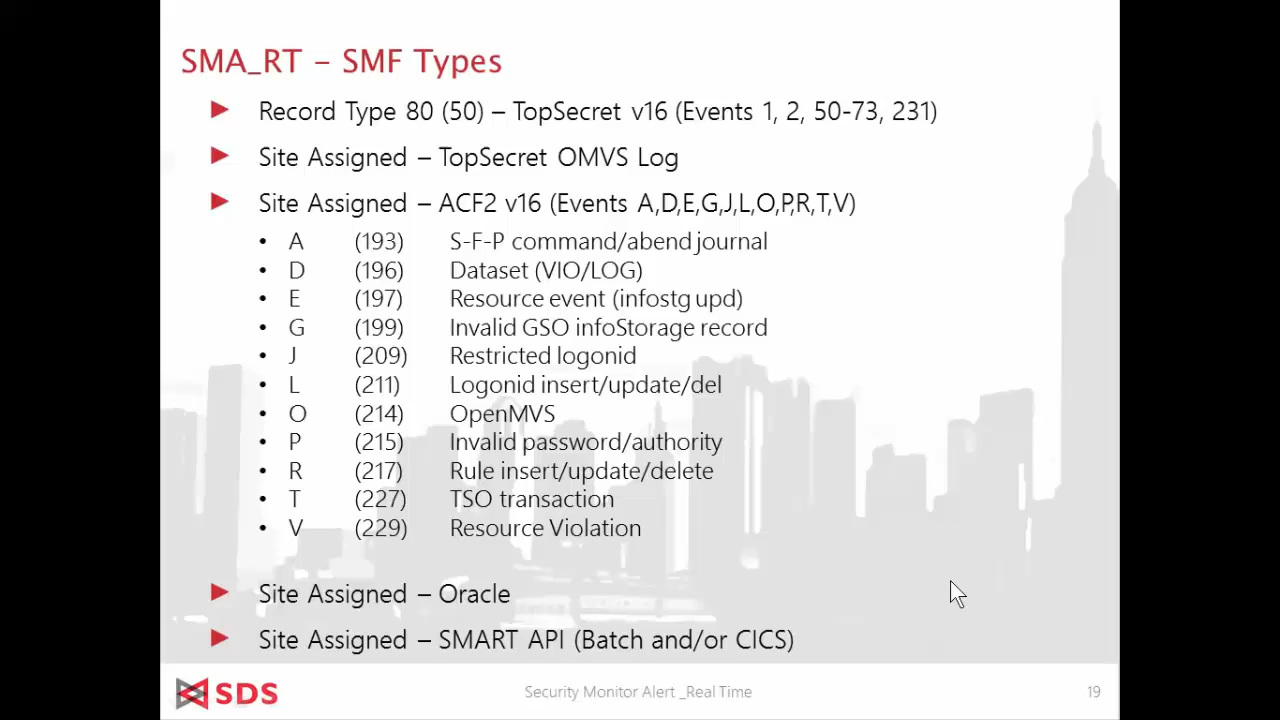 SMA_RT – SMF Types
Record Type 80 (50) – TopSecret v16 (Events 1, 2, 50-73, 231)
Site Assigned – TopSecret OMVS Log
Site Assigned – ACF2 v16 (Events A,D,E,G,J,L,O,P,R,T,V)
• A (193) S-F-P command/abend journal
• D (196) Dataset (VIO/LOG)
• E (197) Resource event (infostg upd)
• G (199) Invalid GSO infoStorage record
• J (209) Restricted logonid
• L (211) Logonid insert/update/del
• O (214) OpenMVS
• P (215) Invalid password/authority
• R (217) Rule insert/update/delete
• T (227) TSO transaction
• V (229) Resource Violation
Site Assigned – Oracle
Site Assigned – SMART API (Batch and/or CICS)
SDS
Security Monitor Alert _Real Time
19